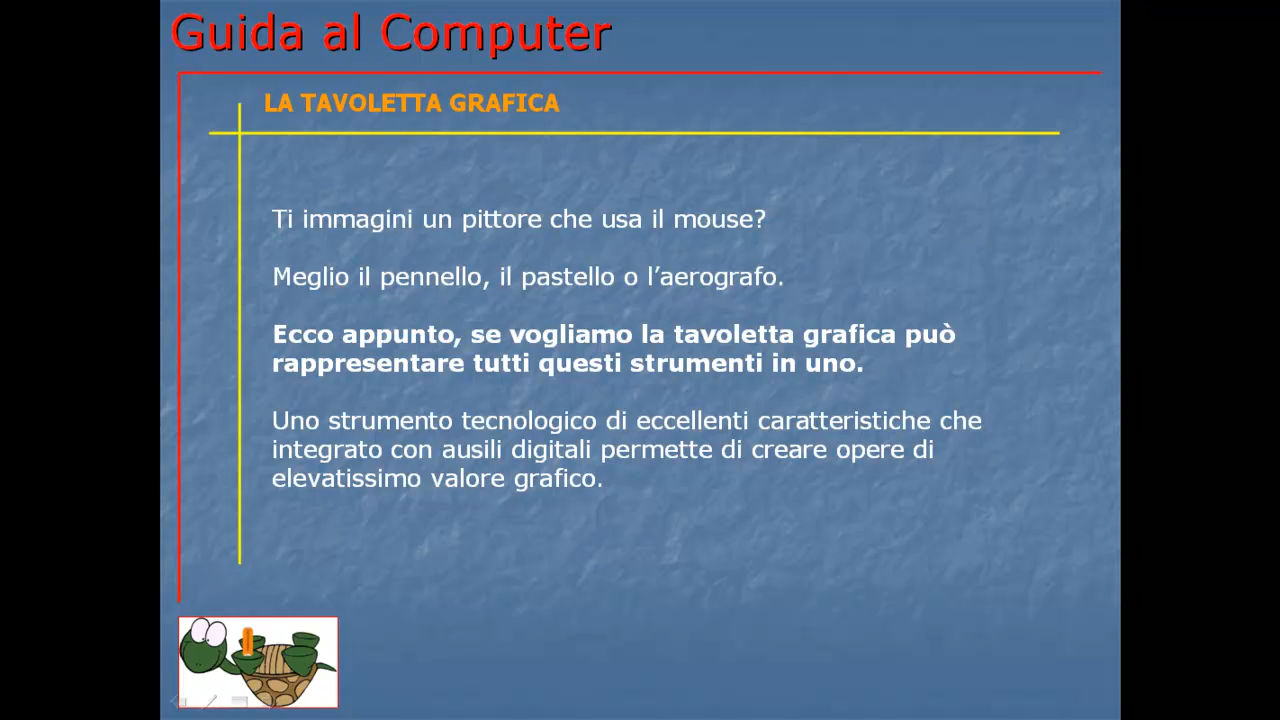 Guida al Computer
LA TAVOLETTA GRAFICA
Ti immagini un pittore che usa il mouse?
Meglio il pennello, il pastello o l’aerografo.
Ecco appunto, se vogliamo la tavoletta grafica può
rappresentare tutti questi strumenti in uno.
Uno strumento tecnologico di eccellenti caratteristiche che
integrato con ausili digitali permette di creare opere di
elevatissimo valore grafico.